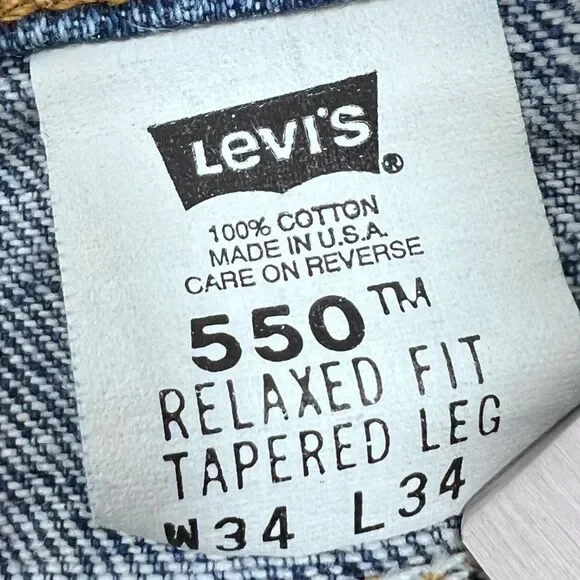 Levi's ®
100% COTTON
MADE IN U.S.A.
CARE ON REVERSE
550™
RELAXED FIT
TAPERED LEG
W34 L34